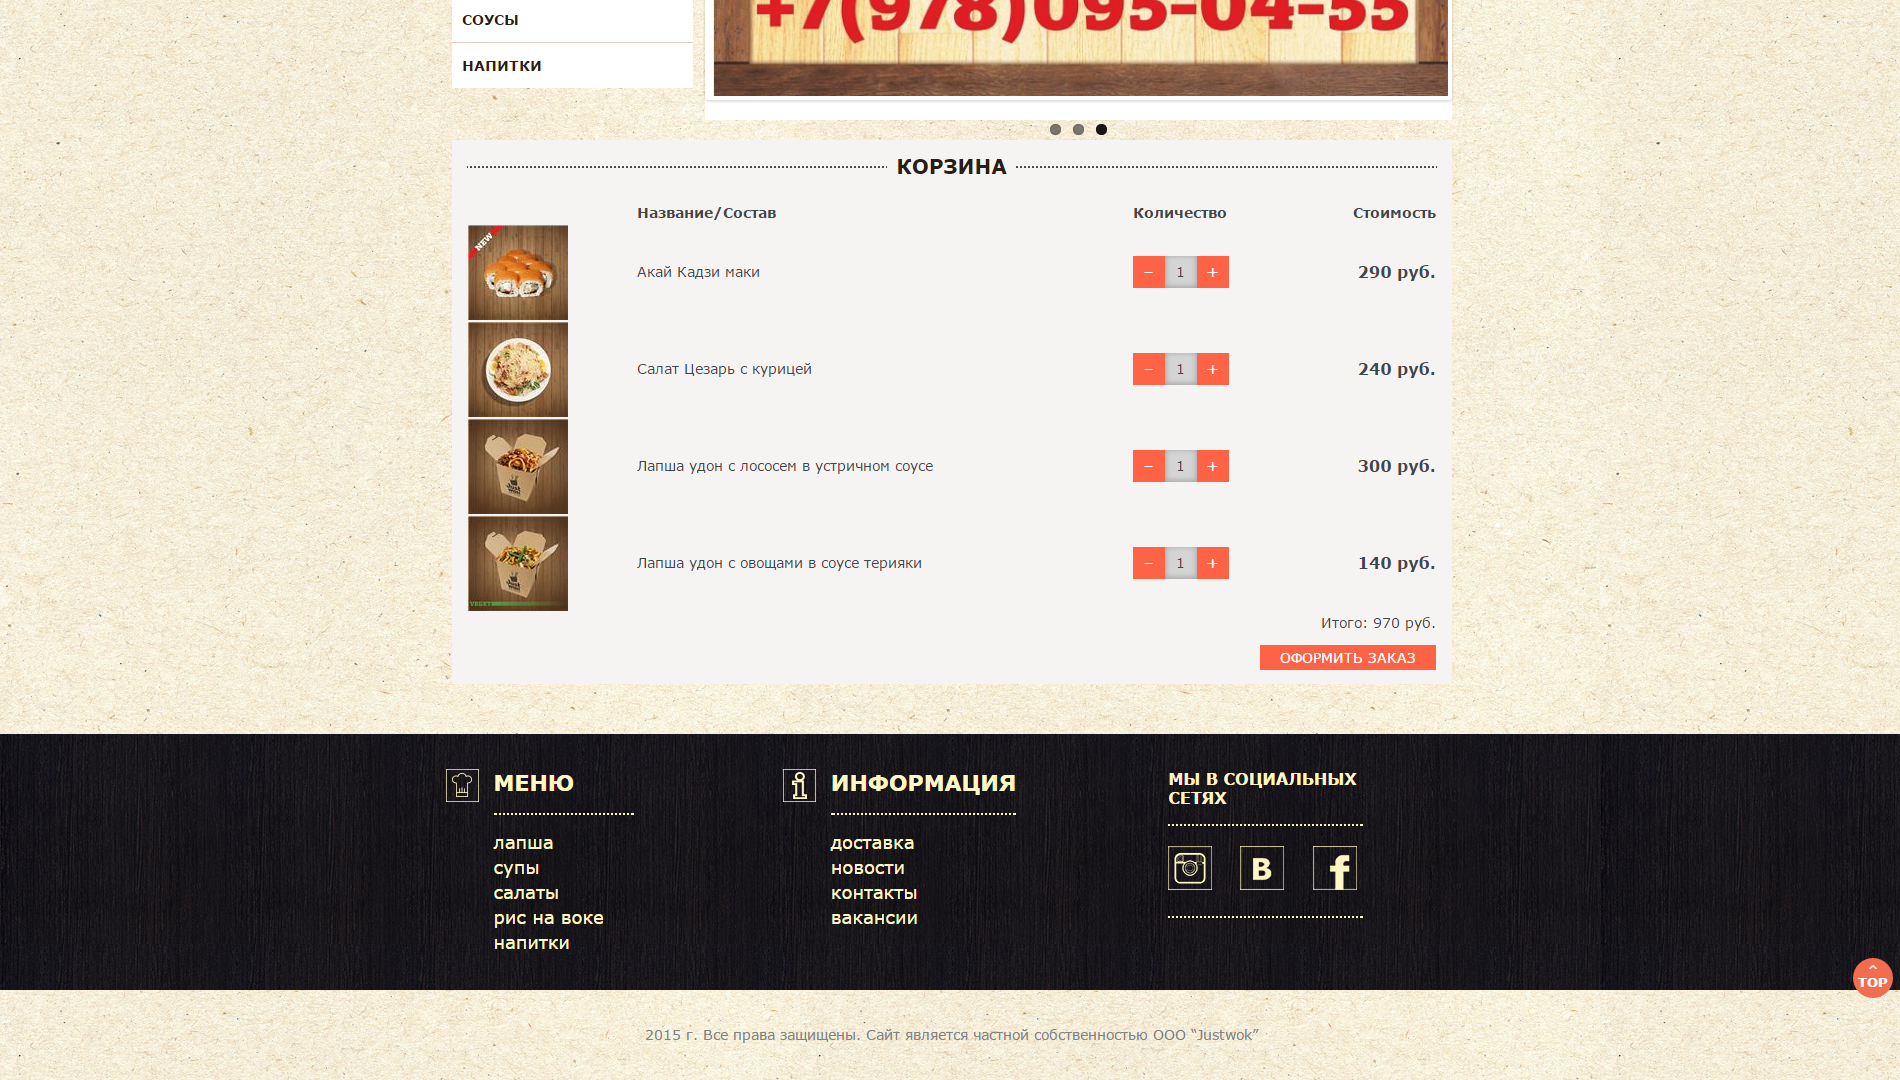 СОУСЫ
НАПИТКИ
+7(978)095-04-55
КОРЗИНА
Название/Состав Количество Стоимость
NEW
Акай Кадзи маки − 1 + 290 руб.
Салат Цезарь с курицей − 1 + 240 руб.
Лапша удон с лососем в устричном соусе − 1 + 300 руб.
Лапша удон с овощами в соусе терияки − 1 + 140 руб.
Итого: 970 руб.
ОФОРМИТЬ ЗАКАЗ
МЕНЮ
лапша
супы
салаты
рис на воке
напитки
ИНФОРМАЦИЯ
доставка
новости
контакты
вакансии
МЫ В СОЦИАЛЬНЫХ
СЕТЯХ
TOP
2015 г. Все права защищены. Сайт является частной собственностью ООО “Justwok”